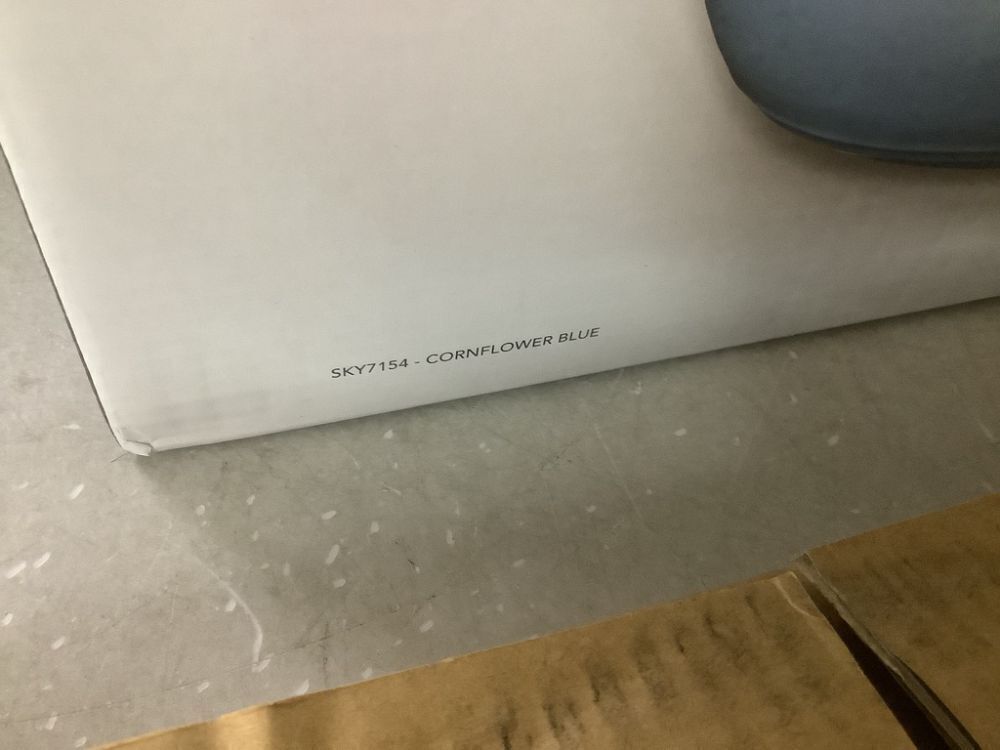 SKY7154 - CORNFLOWER BLUE